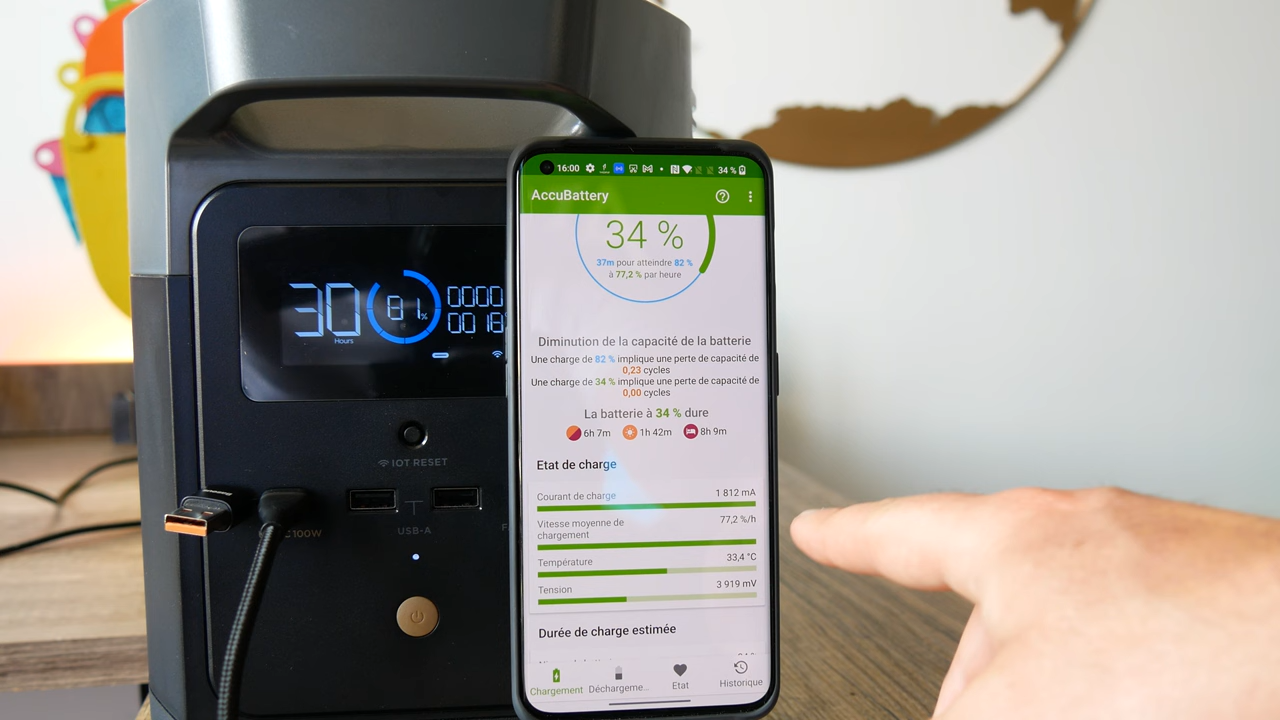 16:00
34 %
AccuBattery
34 %
37m pour atteindre 82 %
à 77,2 % par heure
Diminution de la capacité de la batterie
Une charge de 82 % implique une perte de capacité de
0,23 cycles
Une charge de 34 % implique une perte de capacité de
0,00 cycles
La batterie à 34 % dure
6h 7m
1h 42m
8h 9m
Etat de charge
Courant de charge 1 812 mA
Vitesse moyenne de
chargement
77,2 %/h
Température 33,4 °C
Tension 3 919 mV
Durée de charge estimée
Chargement
Déchargeme...
Etat
Historique
30
Hours
81%
0000
0018
IOT RESET
USB-A
C100W